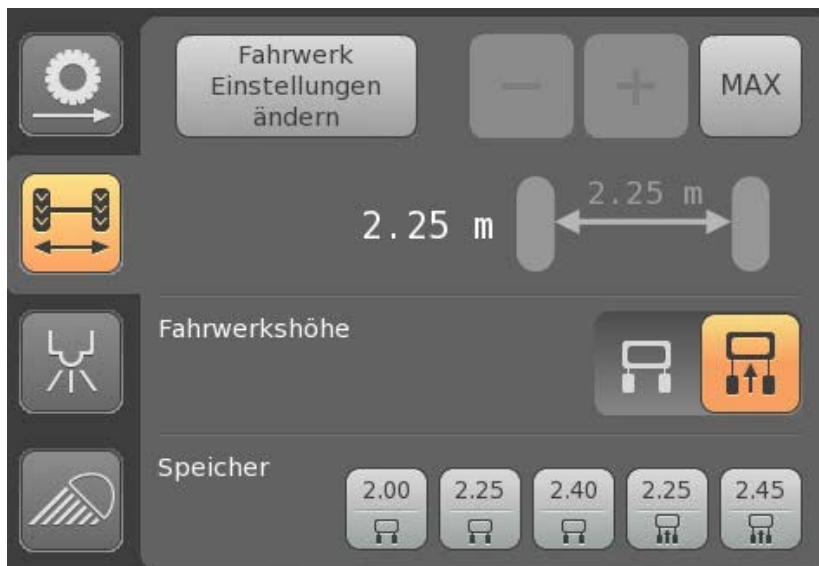 Fahrwerk
Einstellungen
ändern
− + MAX
2.25 m
2.25 m
Fahrwerkshöhe
Speicher
2.00 2.25 2.40 2.25 2.45